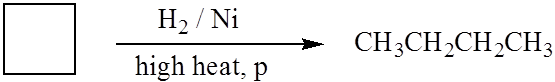 H₂ / Ni
high heat, p
CH₃CH₂CH₂CH₃